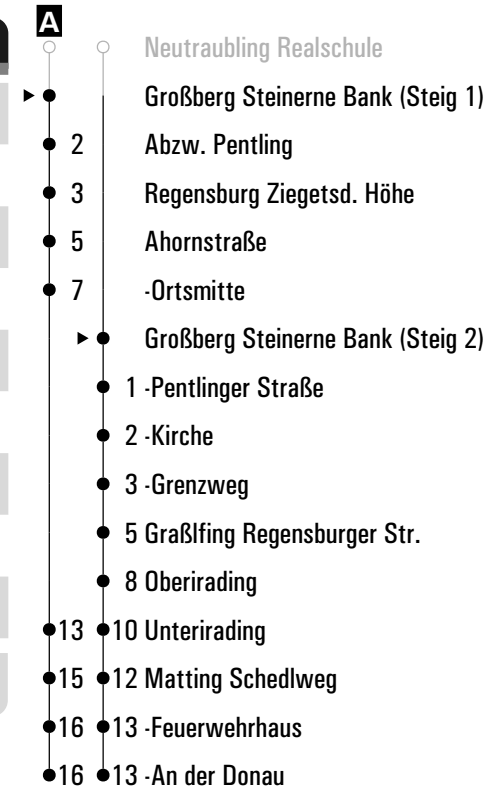 A
Neutraubling Realschule
Großberg Steinerne Bank (Steig 1)
2 Abzw. Pentling
3 Regensburg Ziegetsd. Höhe
5 Ahornstraße
7 -Ortsmitte
Großberg Steinerne Bank (Steig 2)
1 -Pentlinger Straße
2 -Kirche
3 -Grenzweg
5 Graßlfing Regensburger Str.
8 Oberirading
13 10 Unterirading
15 12 Matting Schedlweg
16 13 -Feuerwehrhaus
16 13 -An der Donau